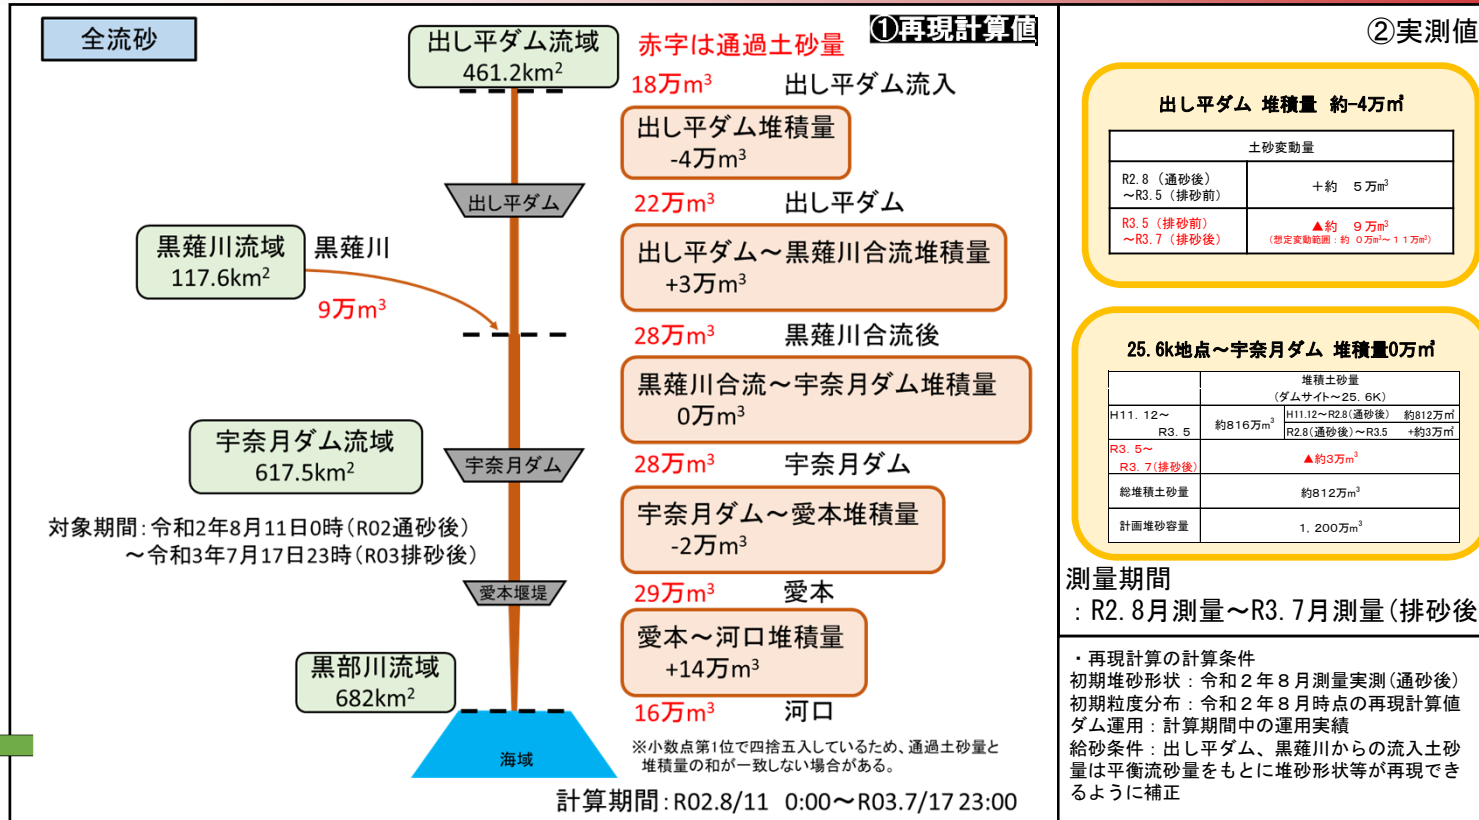 全流砂
①再現計算値
赤字は通過土砂量
出し平ダム流域
461.2km²
18万m³ 出し平ダム流入
出し平ダム堆積量
-4万m³
出し平ダム
22万m³ 出し平ダム
黒薙川流域
117.6km²
黒薙川
9万m³
出し平ダム～黒薙川合流堆積量
+3万m³
28万m³ 黒薙川合流後
黒薙川合流～宇奈月ダム堆積量
0万m³
宇奈月ダム流域
617.5km²
宇奈月ダム
28万m³ 宇奈月ダム
宇奈月ダム～愛本堆積量
-2万m³
対象期間：令和2年8月11日0時(R02通砂後)
～令和3年7月17日23時(R03排砂後)
愛本堰堤
29万m³ 愛本
愛本～河口堆積量
+14万m³
黒部川流域
682km²
16万m³ 河口
海域
※小数点第1位で四捨五入しているため、通過土砂量と
堆積量の和が一致しない場合がある。
計算期間：R02.8/11 0:00～R03.7/17 23:00
②実測値
出し平ダム 堆積量 約-4万㎥
土砂変動量
R2.8 (通砂後)
～R3.5 (排砂前)
＋約 5万m³
R3.5 (排砂前)
～R3.7 (排砂後)
▲約 9万m³
(想定変動範囲：約 0万m³～11万m³)
25.6k地点～宇奈月ダム 堆積量0万㎥
堆積土砂量
(ダムサイト～25.6K)
H11.12～
R3.5
約816万m³
H11.12～R2.8(通砂後) 約812万㎥
R2.8(通砂後)～R3.5 +約3万㎥
R3.5～
R3.7(排砂後)
▲約3万m³
総堆積土砂量 約812万m³
計画堆砂容量 1,200万m³
測量期間
：R2.8月測量～R3.7月測量(排砂後
・再現計算の計算条件
初期堆砂形状：令和２年８月測量実測(通砂後)
初期粒度分布：令和２年８月時点の再現計算値
ダム運用：計算期間中の運用実績
給砂条件：出し平ダム、黒薙川からの流入土砂
量は平衡流砂量をもとに堆砂形状等が再現でき
るように補正